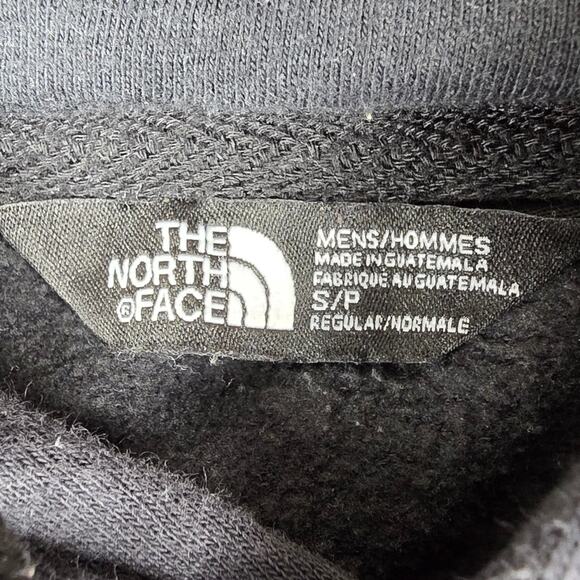 THE
NORTH
®FACE
MENS/HOMMES
MADE IN GUATEMALA
FABRIQUE AU GUATEMALA
S/P
REGULAR/NORMALE